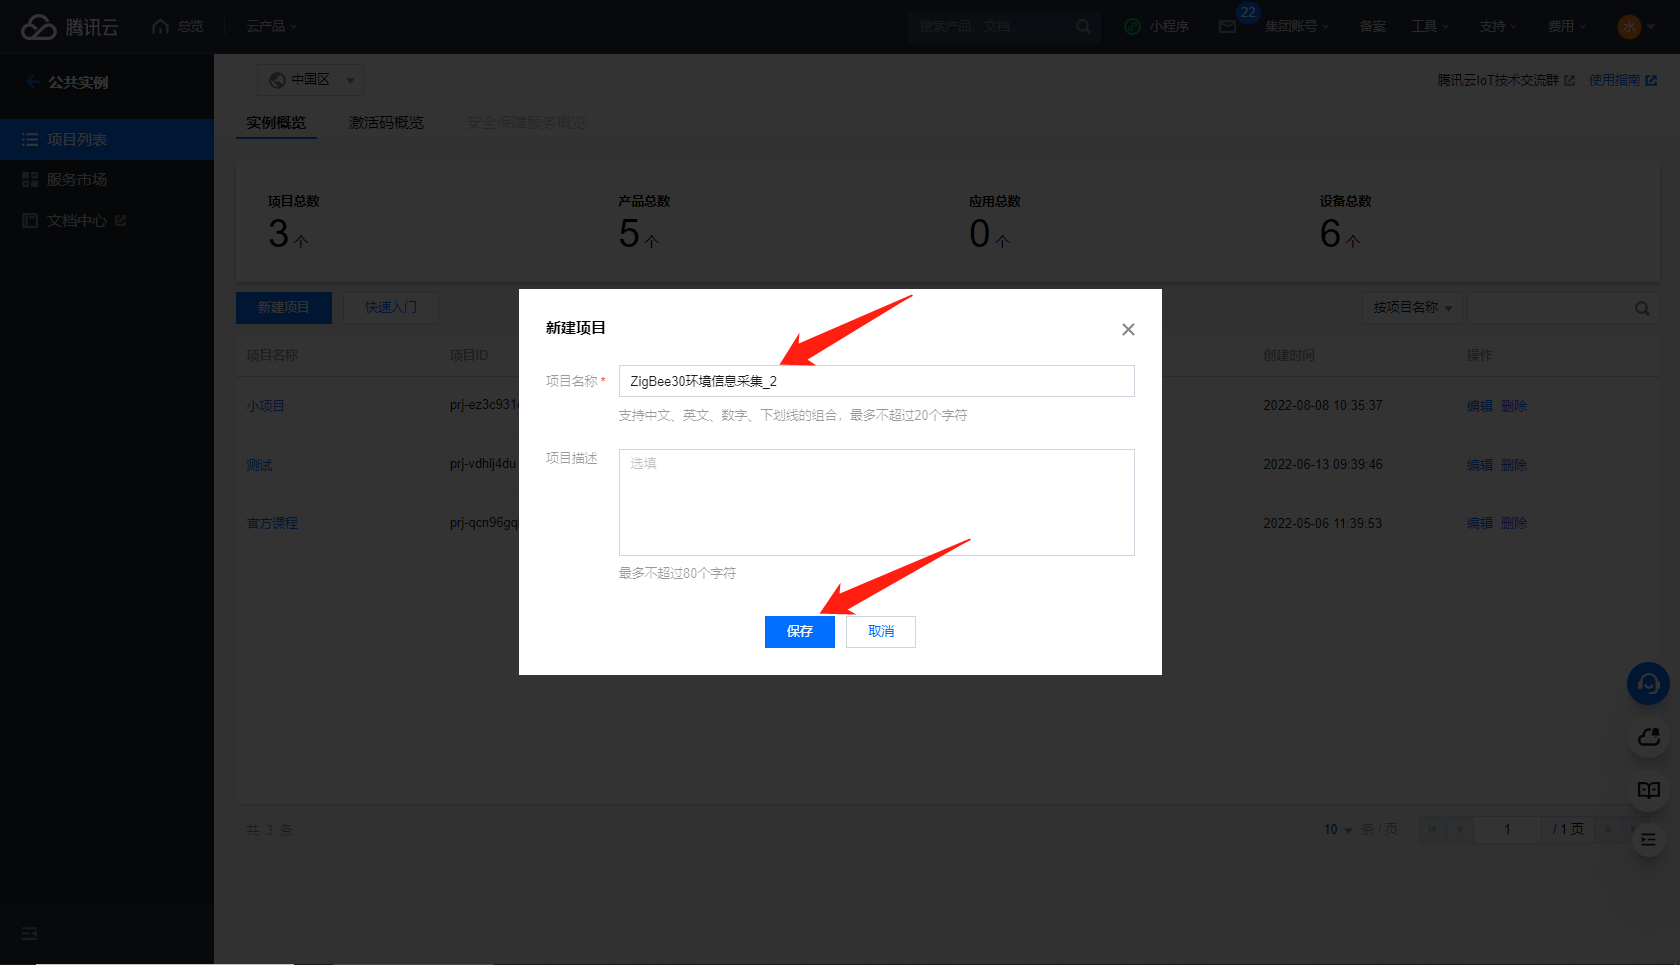 腾讯云
总览
云产品
搜索产品、文档
小程序
22
集团账号
备案
工具
支持
费用
水
公共实例
项目列表
服务市场
文档中心
中国区
腾讯云IoT技术交流群
使用指南
实例概览
激活码概览
安全保障服务概览
项目总数
3 个
产品总数
5 个
应用总数
0 个
设备总数
6 个
新建项目
快速入门
按项目名称
项目名称
项目ID
创建时间
操作
小项目
prj-ez3c931
2022-08-08 10:35:37
编辑 删除
测试
prj-vdhlj4du
2022-06-13 09:39:46
编辑 删除
官方课程
prj-qcn96gq
2022-05-06 11:39:53
编辑 删除
新建项目
项目名称 *
ZigBee30环境信息采集_2
支持中文、英文、数字、下划线的组合，最多不超过20个字符
项目描述
选填
最多不超过80个字符
保存
取消
共 3 条
10 条 / 页
1
/ 1 页